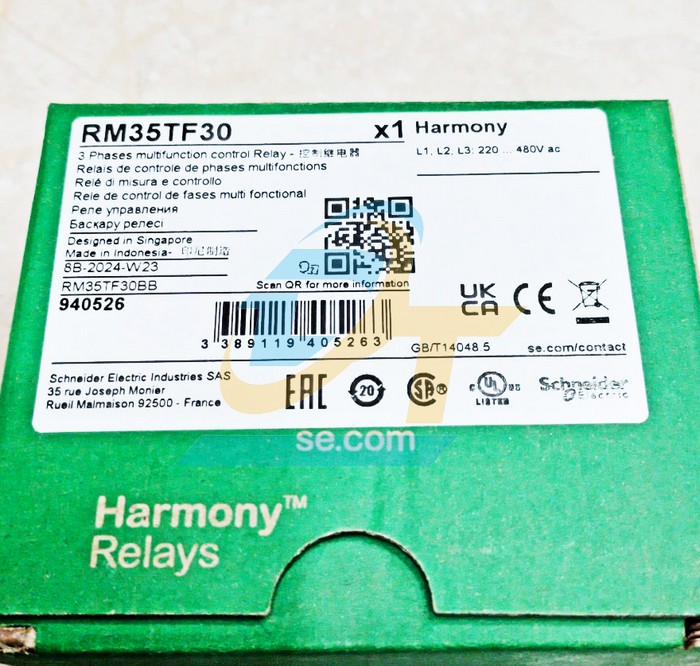 RM35TF30 x1 Harmony
3 Phases multifunction control Relay - 控制继电器
L1, L2, L3: 220 ... 480V ac
Relais de controle de phases multifonctions
Relè di misura e controllo
Rele de control de fases multi fonctional
Реле управления
Баскару релесі
Designed in Singapore
Made in Indonesia- 印尼制造
8B-2024-W23
RM35TF30BB
Scan QR for more information
940526
3 389119 405263
UK CA CE
GB/T14048.5
se.com/contact
Schneider Electric Industries SAS
35 rue Joseph Monier
Rueil Malmaison 92500 - France
EAC 20 SA® c UL us LISTED Schneider Electric
se.com
Harmony™
Relays